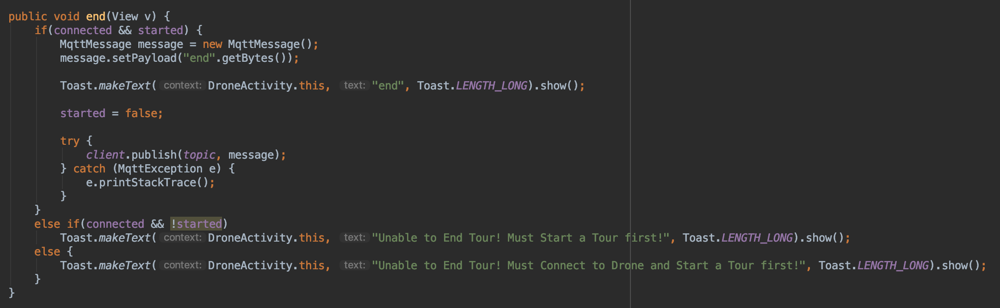 public void end(View v) {
if(connected && started) {
MqttMessage message = new MqttMessage();
message.setPayload("end".getBytes());
Toast.makeText( context: DroneActivity.this, text: "end", Toast.LENGTH_LONG).show();
started = false;
try {
client.publish(topic, message);
} catch (MqttException e) {
e.printStackTrace();
}
}
else if(connected && !started)
Toast.makeText( context: DroneActivity.this, text: "Unable to End Tour! Must Start a Tour first!", Toast.LENGTH_LONG).show();
else {
Toast.makeText( context: DroneActivity.this, text: "Unable to End Tour! Must Connect to Drone and Start a Tour first!", Toast.LENGTH_LONG).show();
}
}